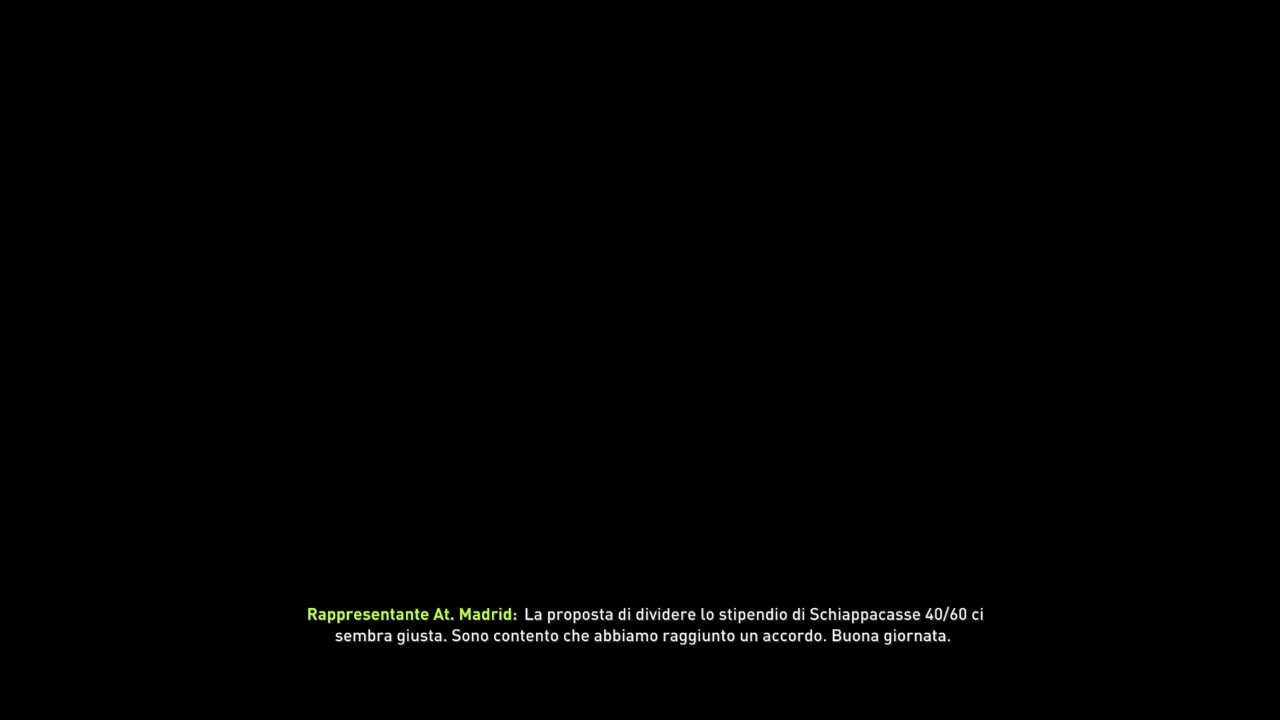 Rappresentante At. Madrid: La proposta di dividere lo stipendio di Schiappacasse 40/60 ci
sembra giusta. Sono contento che abbiamo raggiunto un accordo. Buona giornata.